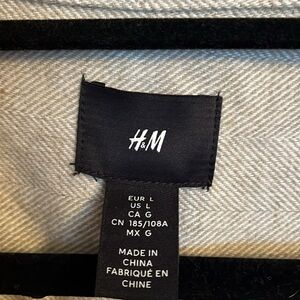 H&M
EUR L
US L
CA G
CN 185/108A
MX G
MADE IN
CHINA
FABRIQUÉ EN
CHINE